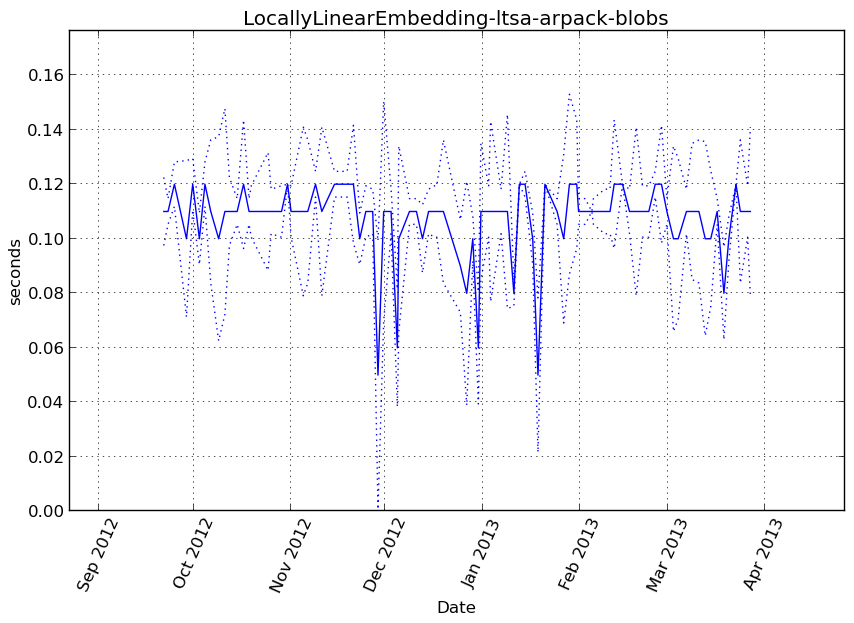 LocallyLinearEmbedding-ltsa-arpack-blobs
0.16
0.14
0.12
0.10
0.08
0.06
0.04
0.02
0.00
seconds
Sep 2012
Oct 2012
Nov 2012
Dec 2012
Jan 2013
Feb 2013
Mar 2013
Apr 2013
Date